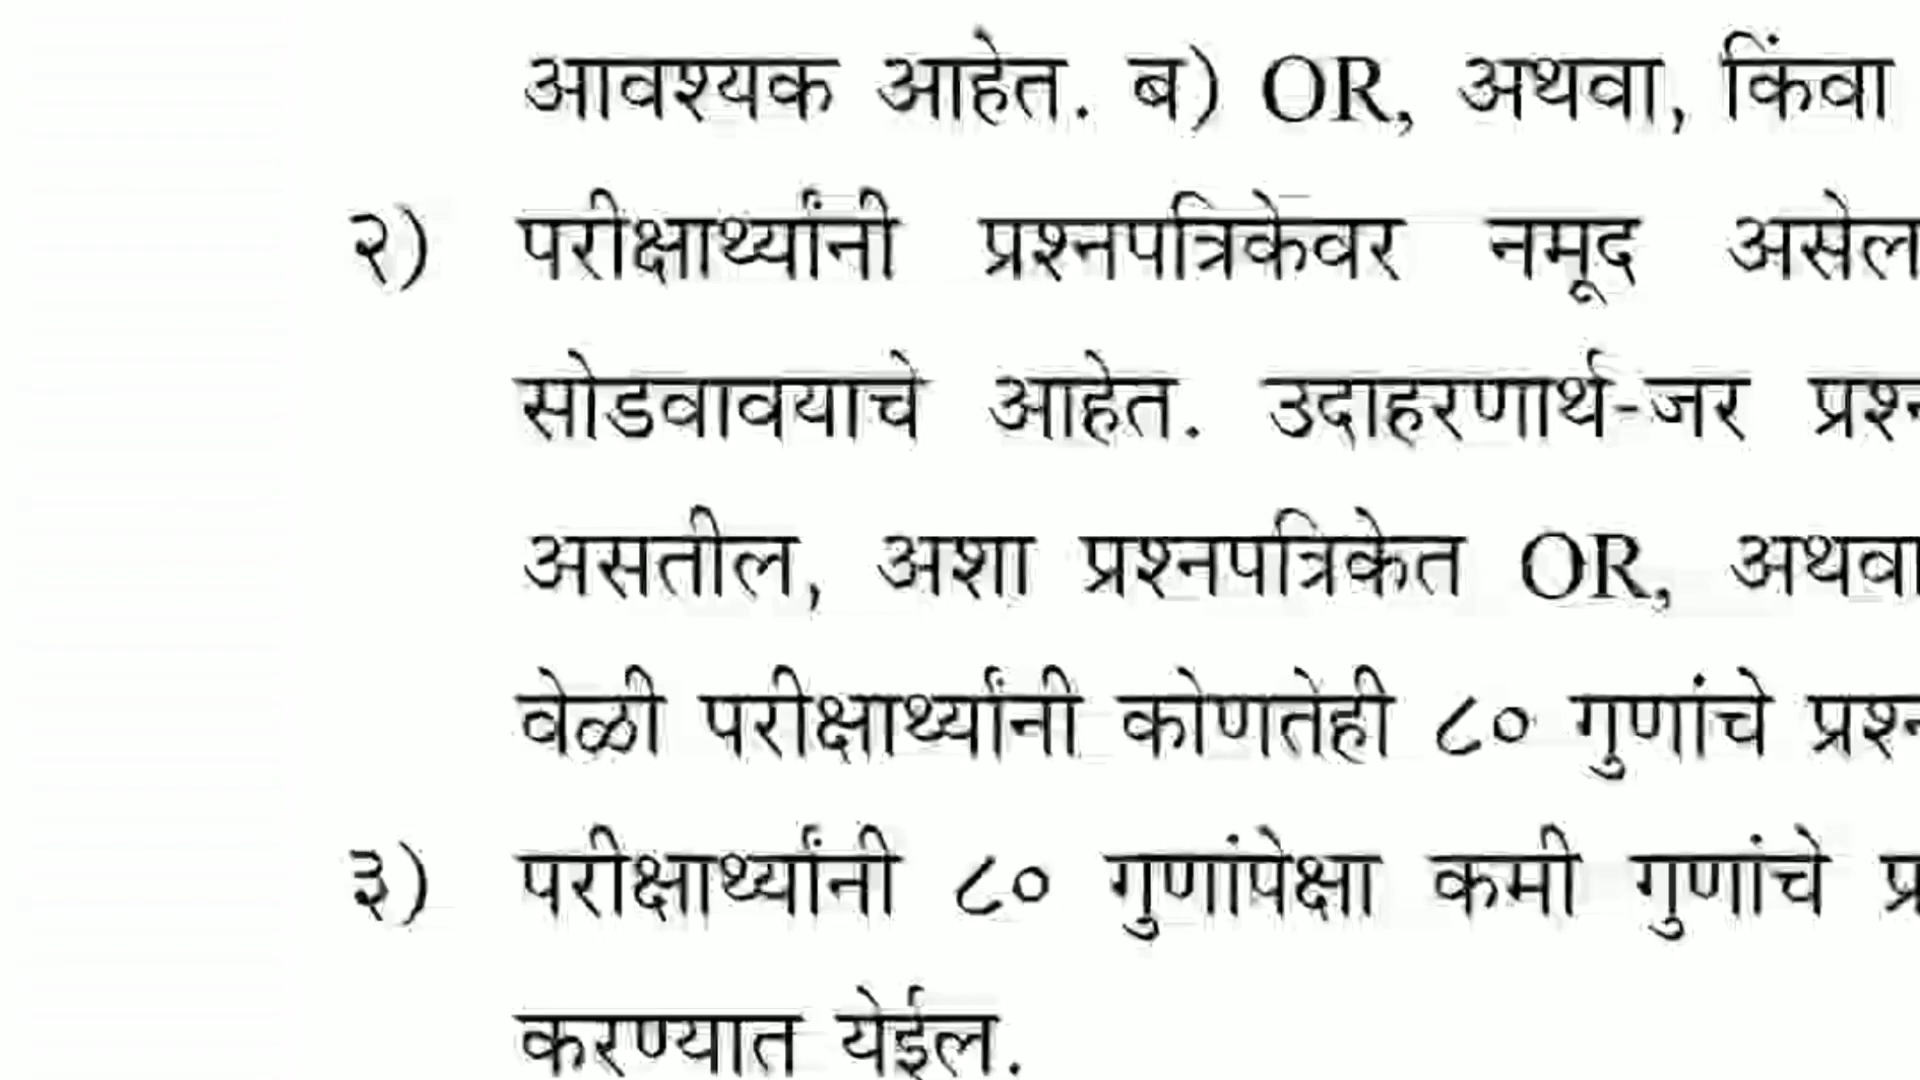 आवश्यक आहेत. ब) OR, अथवा, किंवा
२) परीक्षार्थ्यांनी प्रश्नपत्रिकेवर नमूद असेल
सोडवावयाचे आहेत. उदाहरणार्थ-जर
असतील, अशा प्रश्नपत्रिकेत OR, अथवा
वेळी परीक्षार्थ्यांनी कोणतेही ८० गुणांचे
३) परीक्षार्थ्यांनी ८० गुणांपेक्षा कमी गुणांचे
करण्यात येईल.